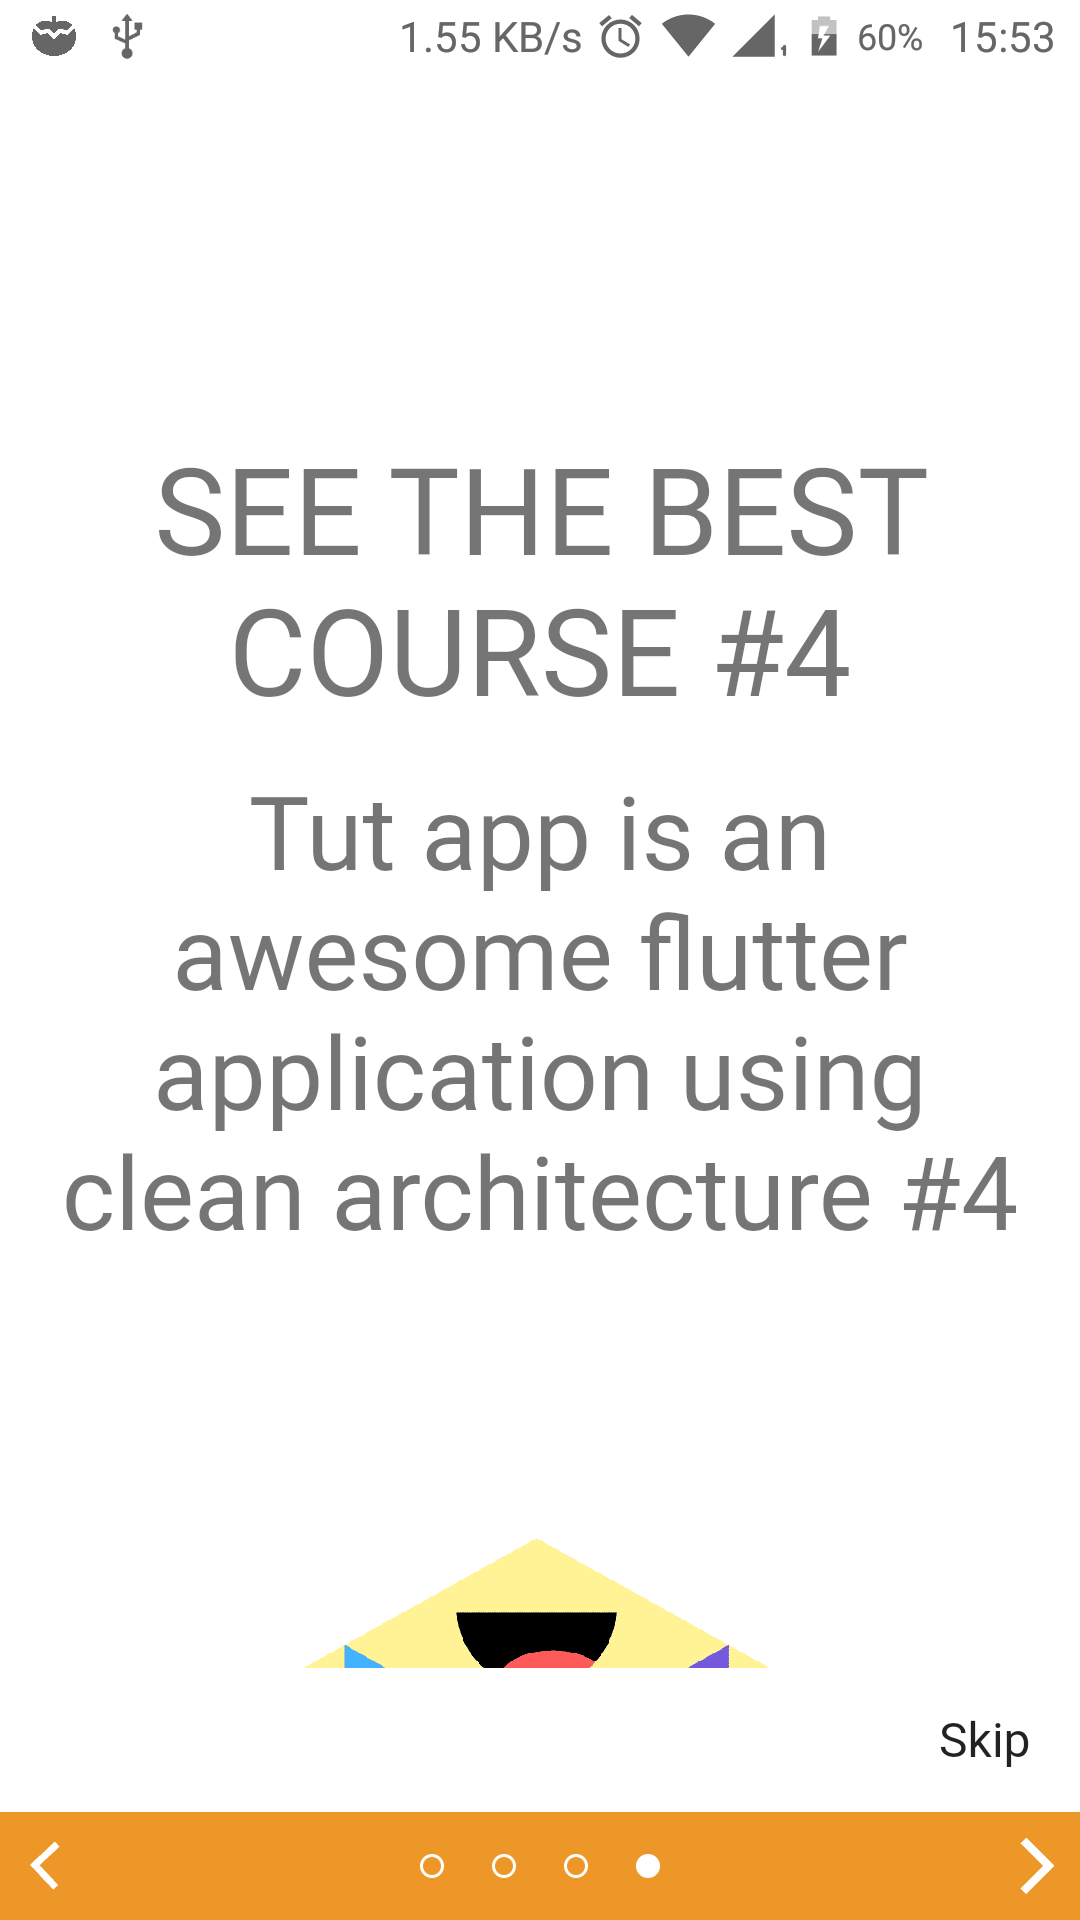 1.55 KB/s 60% 15:53
SEE THE BEST
COURSE #4
Tut app is an
awesome flutter
application using
clean architecture #4
Skip